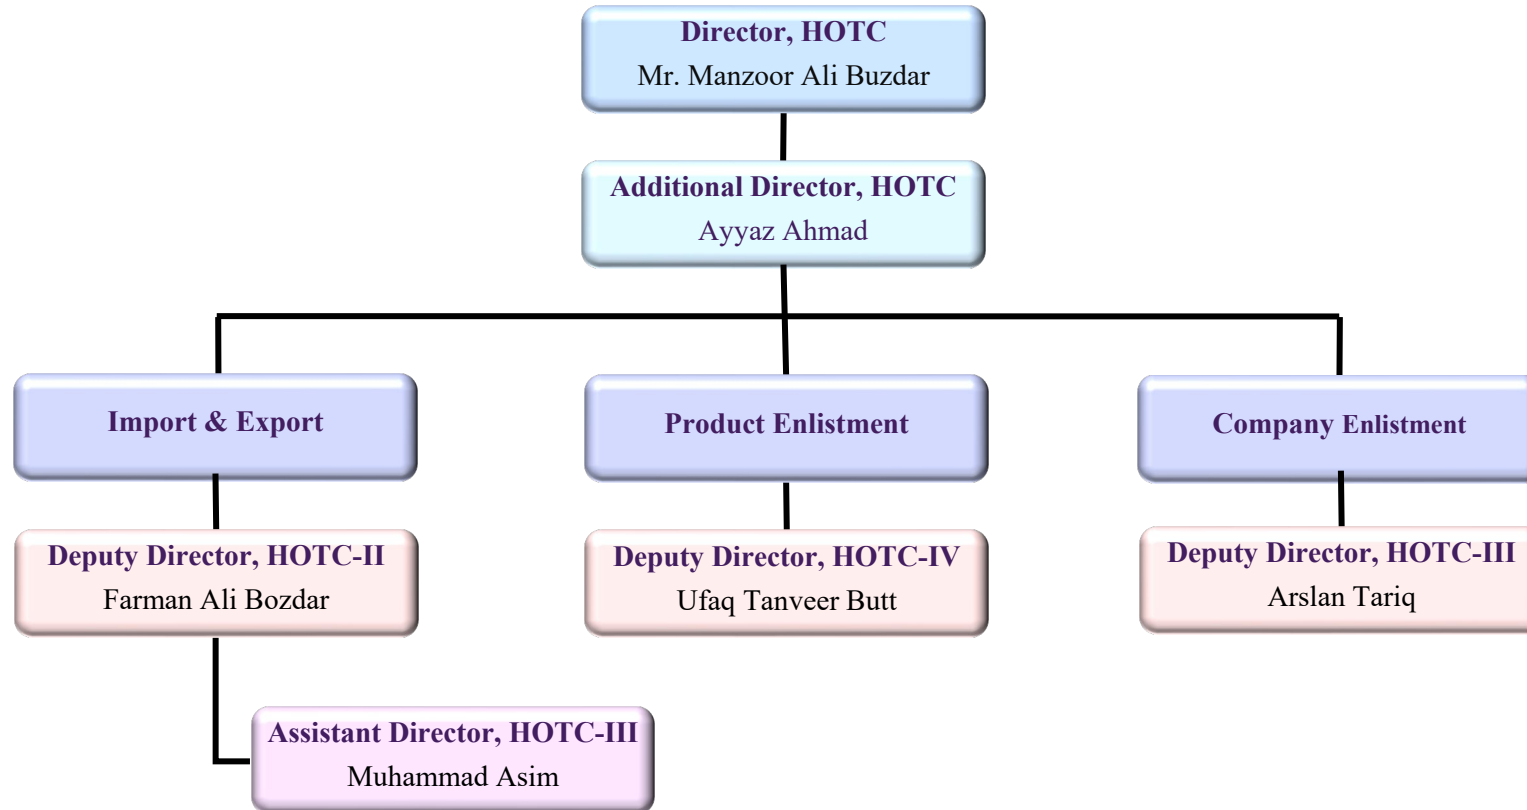 Director, HOTC
Mr. Manzoor Ali Buzdar
Additional Director, HOTC
Ayyaz Ahmad
Import & Export
Product Enlistment
Company Enlistment
Deputy Director, HOTC-II
Farman Ali Bozdar
Deputy Director, HOTC-IV
Ufaq Tanveer Butt
Deputy Director, HOTC-III
Arslan Tariq
Assistant Director, HOTC-III
Muhammad Asim